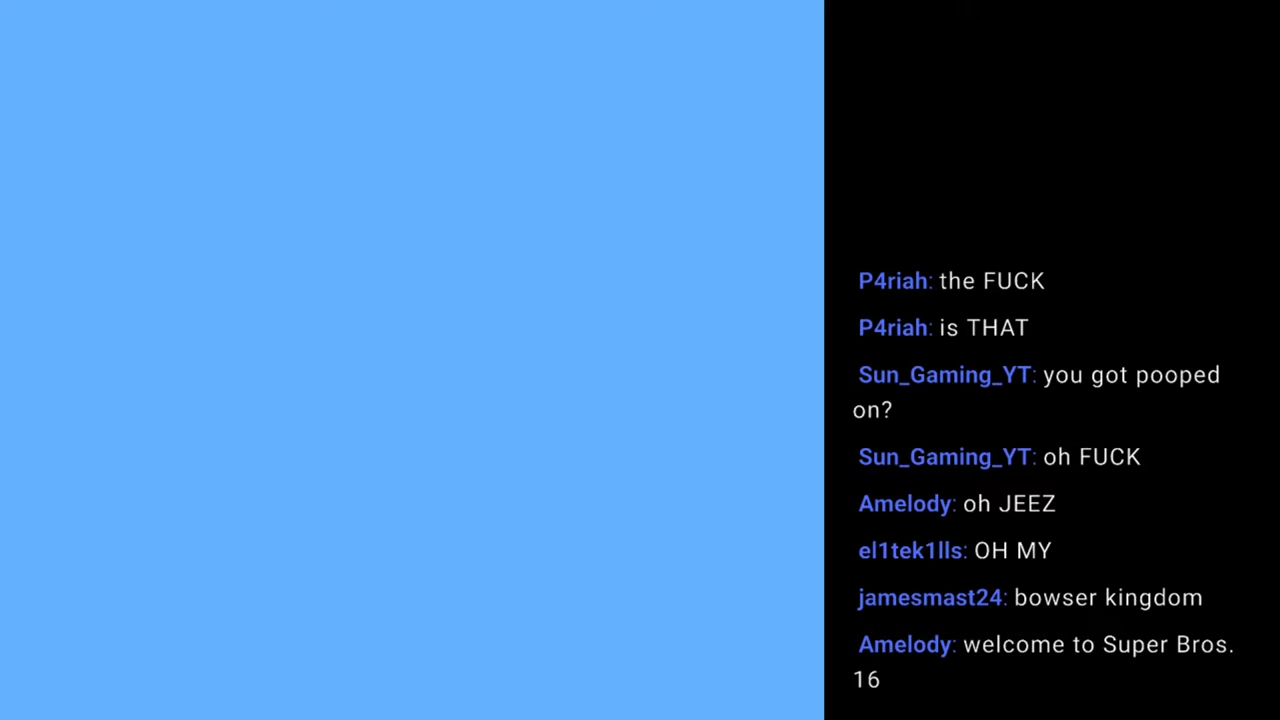 P4riah: the FUCK
P4riah: is THAT
Sun_Gaming_YT: you got pooped
on?
Sun_Gaming_YT: oh FUCK
Amelody: oh JEEZ
el1tek1lls: OH MY
jamesmast24: bowser kingdom
Amelody: welcome to Super Bros.
16